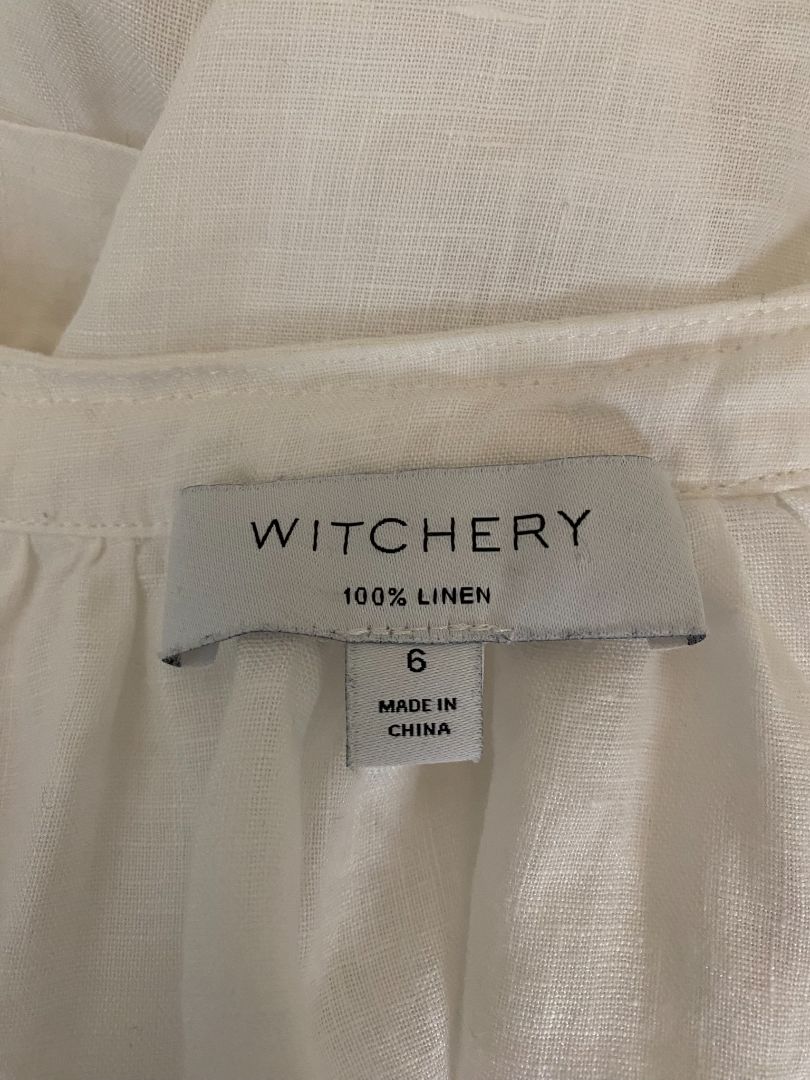 WITCHERY
100% LINEN
6
MADE IN
CHINA